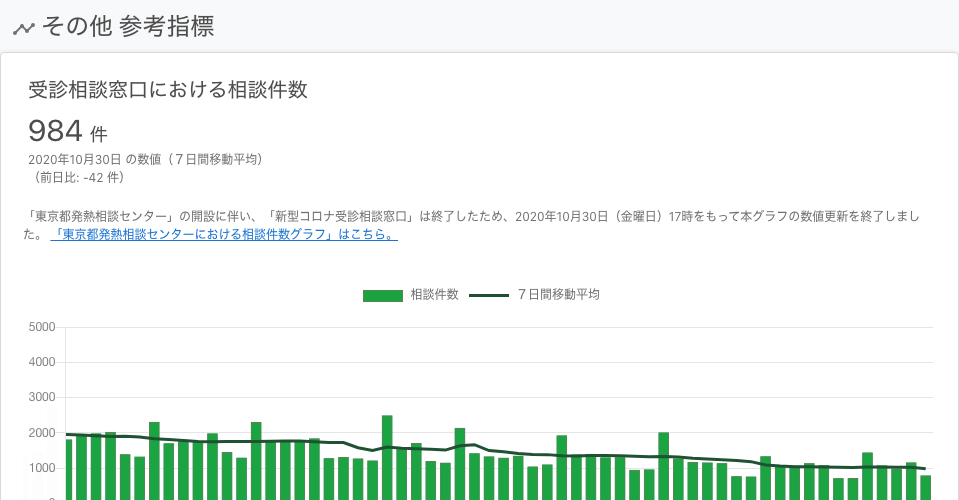 その他 参考指標
受診相談窓口における相談件数
984 件
2020年10月30日 の数値（７日間移動平均）
（前日比: -42 件）
「東京都発熱相談センター」の開設に伴い、「新型コロナ受診相談窓口」は終了したため、2020年10月30日（金曜日）17時をもって本グラフの数値更新を終了しまし
た。 「東京都発熱相談センターにおける相談件数グラフ」はこちら。
相談件数 ７日間移動平均
5000
4000
3000
2000
1000